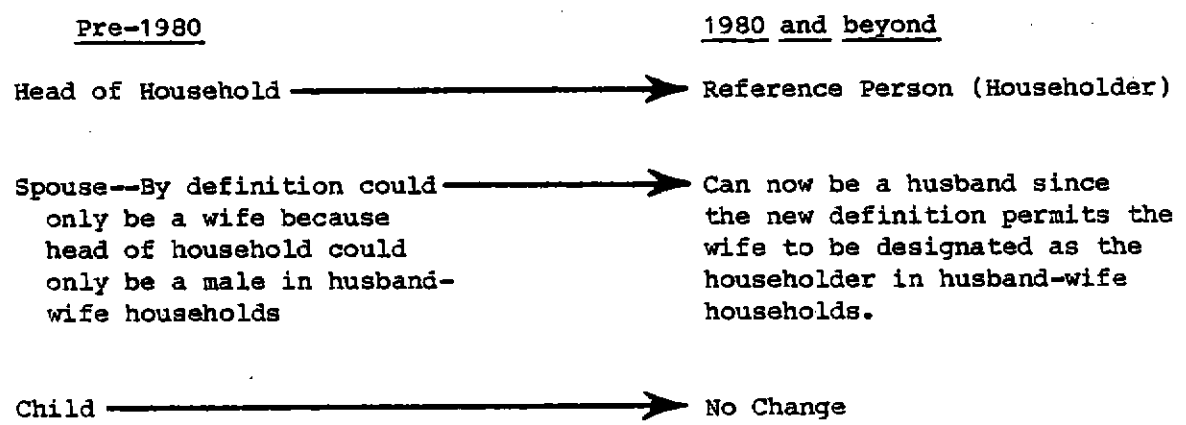 Pre-1980
1980 and beyond
Head of Household
Reference Person (Householder)
Spouse--By definition could
only be a wife because
head of household could
only be a male in husband-
wife households
Can now be a husband since
the new definition permits the
wife to be designated as the
householder in husband-wife
households.
Child
No Change